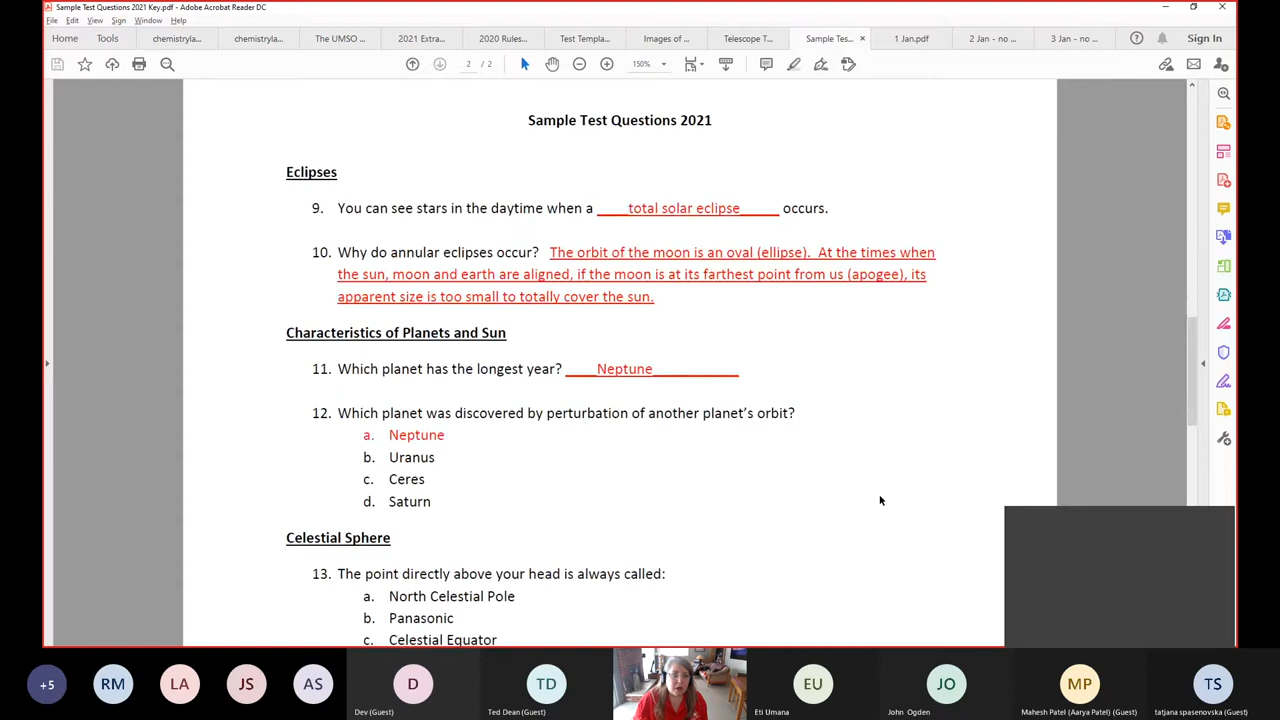 Sample Test Questions 2021 Key.pdf - Adobe Acrobat Reader DC
File Edit View Sign Window Help
Home Tools chemistryla... chemistryla... The UMSO ... 2021 Extra... 2020 Rules... Test Templa... Images of ... Telescope T... Sample Tes... × 1 Jan.pdf 2 Jan - no ... 3 Jan - no ... Sign In
2 / 2 150%
Sample Test Questions 2021
Eclipses
9. You can see stars in the daytime when a ____total solar eclipse_____ occurs.
10. Why do annular eclipses occur? The orbit of the moon is an oval (ellipse). At the times when
the sun, moon and earth are aligned, if the moon is at its farthest point from us (apogee), its
apparent size is too small to totally cover the sun.
Characteristics of Planets and Sun
11. Which planet has the longest year? ____Neptune___________
12. Which planet was discovered by perturbation of another planet's orbit?
a. Neptune
b. Uranus
c. Ceres
d. Saturn
Celestial Sphere
13. The point directly above your head is always called:
a. North Celestial Pole
b. Panasonic
c. Celestial Equator
+5 RM LA JS AS D TD EU JO MP TS
Dev (Guest) Ted Dean (Guest) Eti Umana John Ogden Mahesh Patel (Aarya Patel) (Guest) tatjana spasenovska (Guest)